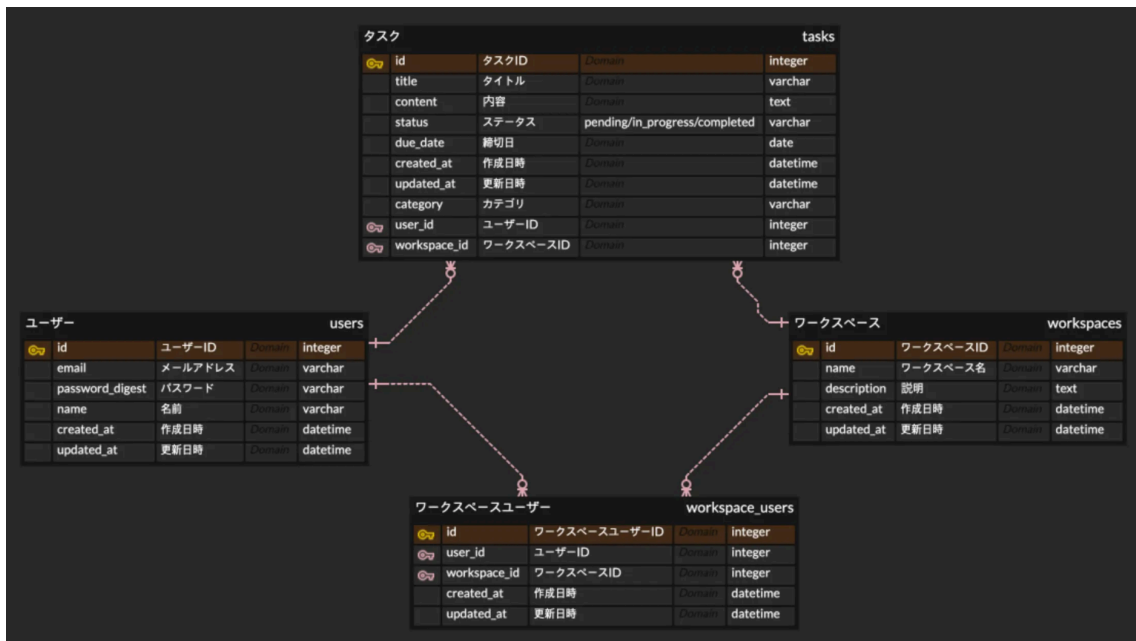 タスク tasks
id タスクID Domain integer
title タイトル Domain varchar
content 内容 Domain text
status ステータス pending/in_progress/completed varchar
due_date 締切日 Domain date
created_at 作成日時 Domain datetime
updated_at 更新日時 Domain datetime
category カテゴリ Domain varchar
user_id ユーザーID Domain integer
workspace_id ワークスペースID Domain integer
ユーザー users
id ユーザーID Domain integer
email メールアドレス Domain varchar
password_digest パスワード Domain varchar
name 名前 Domain varchar
created_at 作成日時 Domain datetime
updated_at 更新日時 Domain datetime
ワークスペース workspaces
id ワークスペースID Domain integer
name ワークスペース名 Domain varchar
description 説明 Domain text
created_at 作成日時 Domain datetime
updated_at 更新日時 Domain datetime
ワークスペースユーザー workspace_users
id ワークスペースユーザーID Domain integer
user_id ユーザーID Domain integer
workspace_id ワークスペースID Domain integer
created_at 作成日時 Domain datetime
updated_at 更新日時 Domain datetime